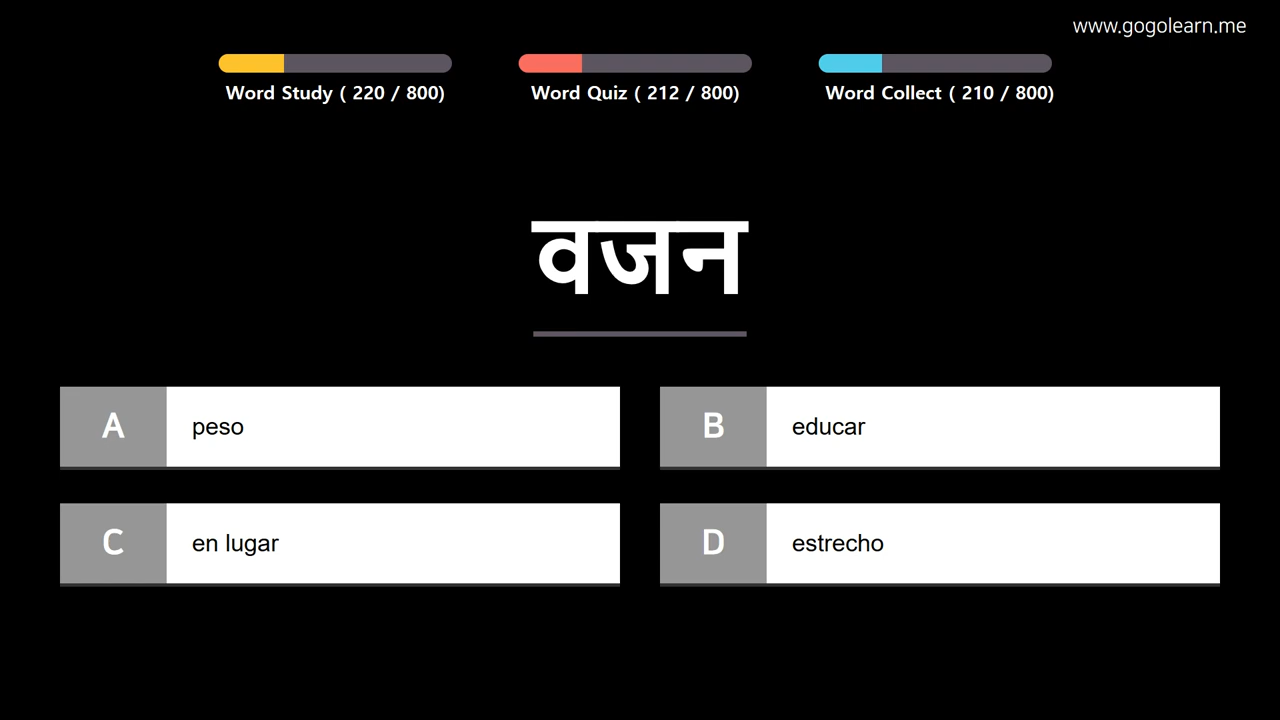 www.gogolearn.me
Word Study ( 220 / 800)
Word Quiz ( 212 / 800)
Word Collect ( 210 / 800)
वजन
A peso
B educar
C en lugar
D estrecho